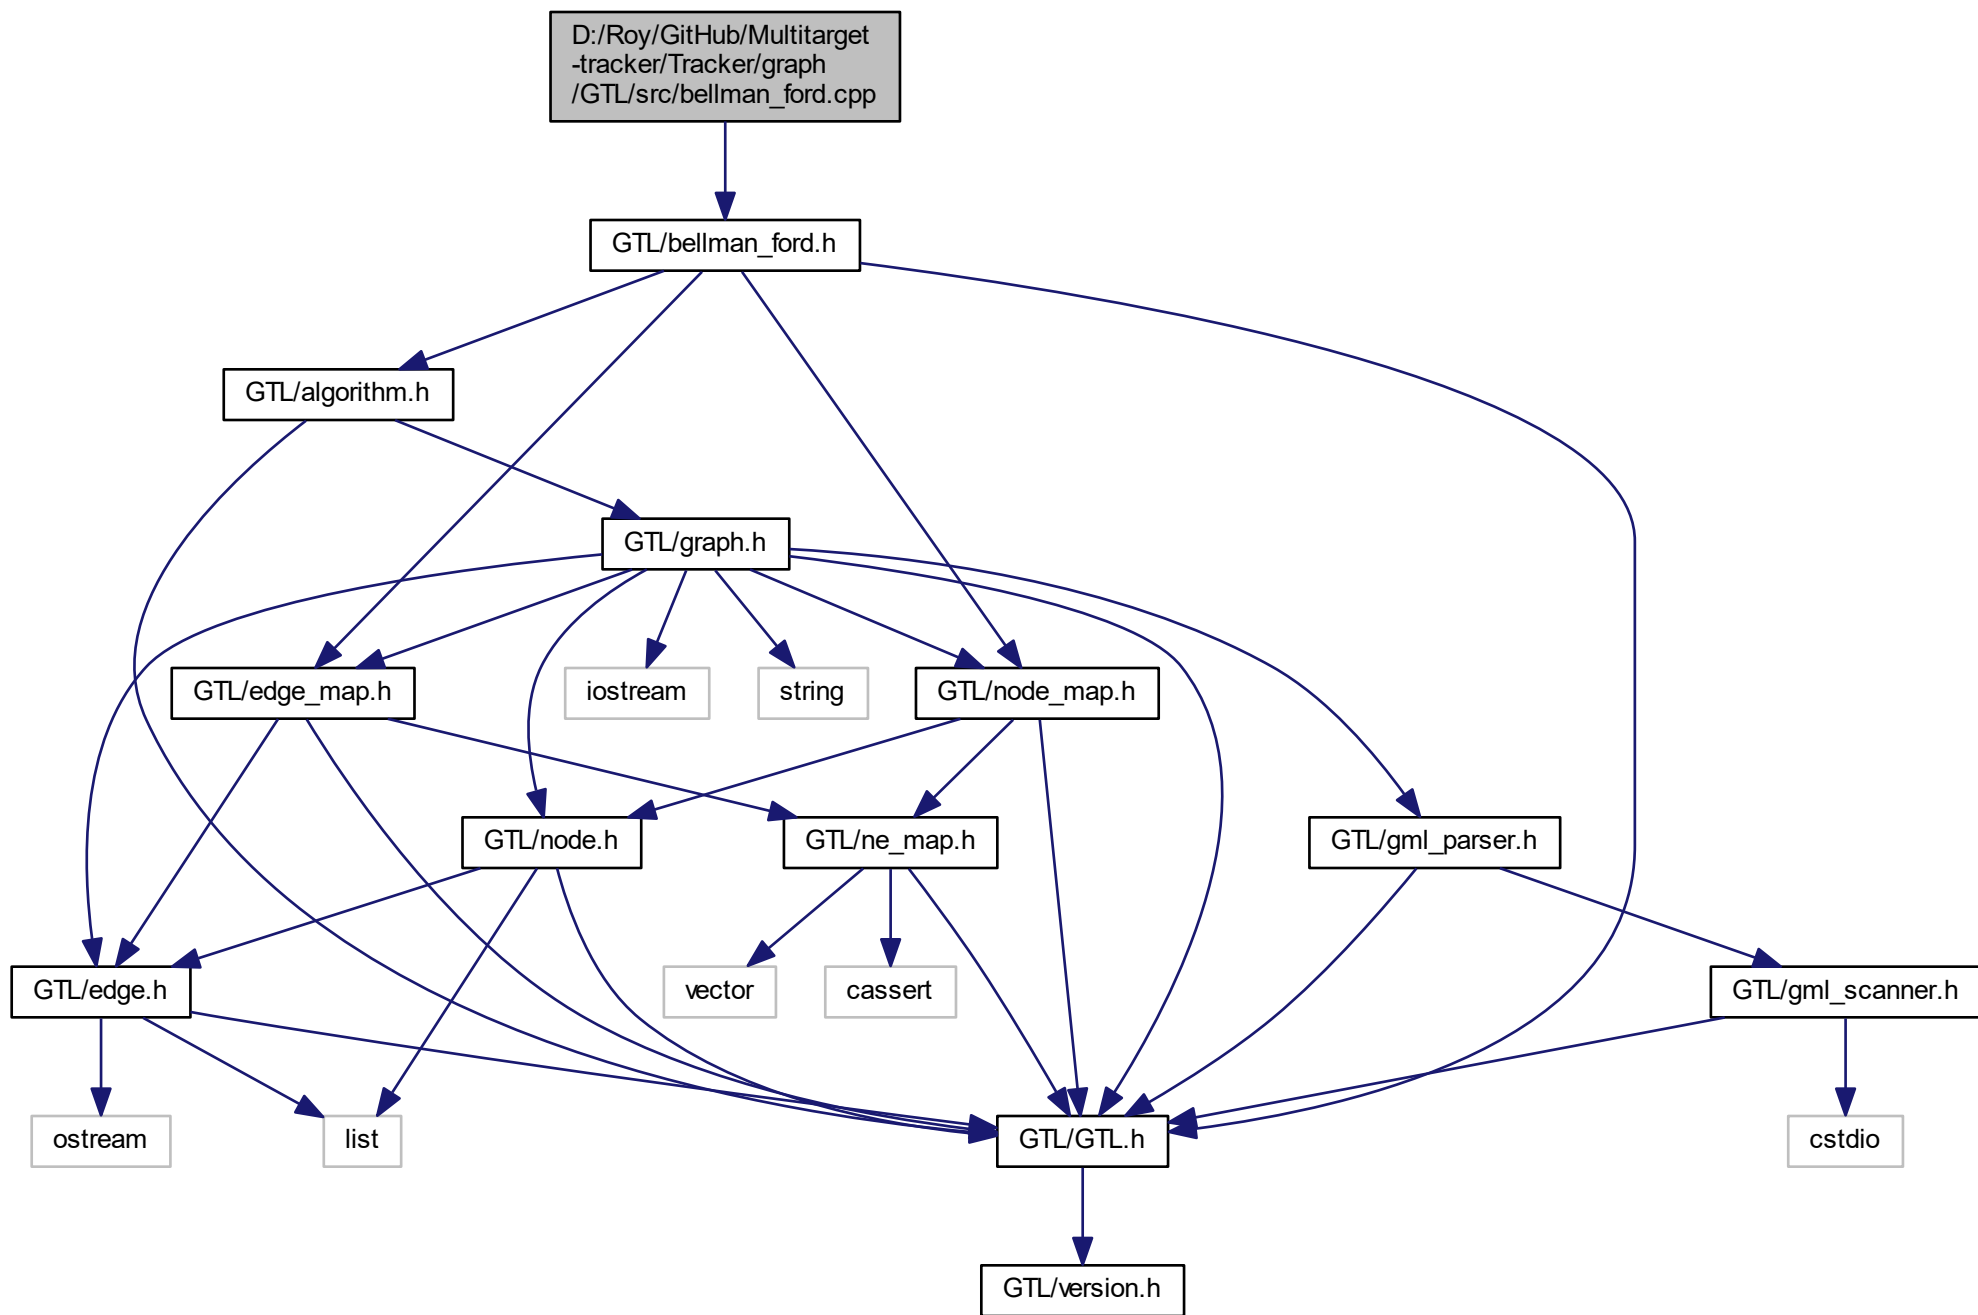 D:/Roy/GitHub/Multitarget
-tracker/Tracker/graph
/GTL/src/bellman_ford.cpp
GTL/bellman_ford.h
GTL/algorithm.h
GTL/graph.h
GTL/edge_map.h
iostream
string
GTL/node_map.h
GTL/node.h
GTL/ne_map.h
GTL/gml_parser.h
GTL/edge.h
vector
cassert
GTL/gml_scanner.h
ostream
list
GTL/GTL.h
cstdio
GTL/version.h